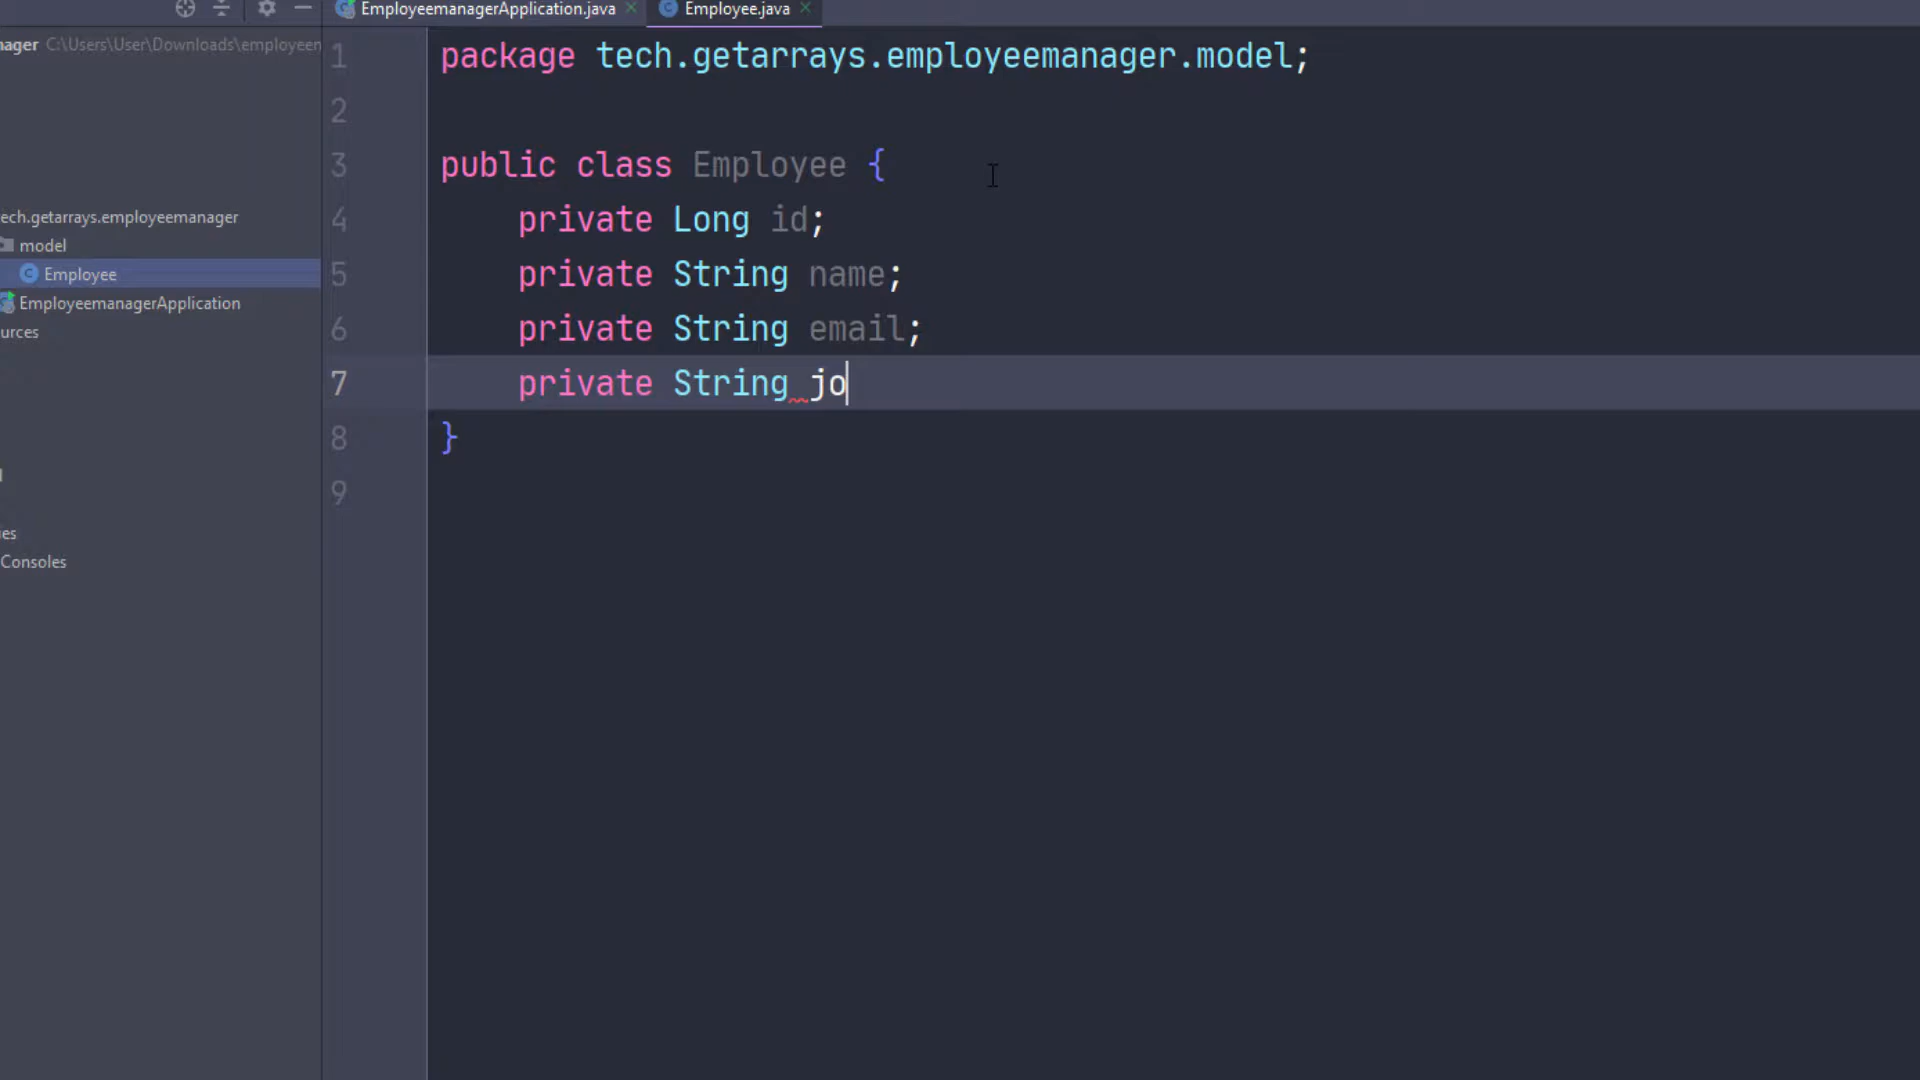 EmployeemanagerApplication.java
Employee.java
nager C:\Users\User\Downloads\employeen
ech.getarrays.employeemanager
model
Employee
EmployeemanagerApplication
urces
ies
Consoles
1 package tech.getarrays.employeemanager.model;
2
3 public class Employee {
4 private Long id;
5 private String name;
6 private String email;
7 private String jo
8 }
9